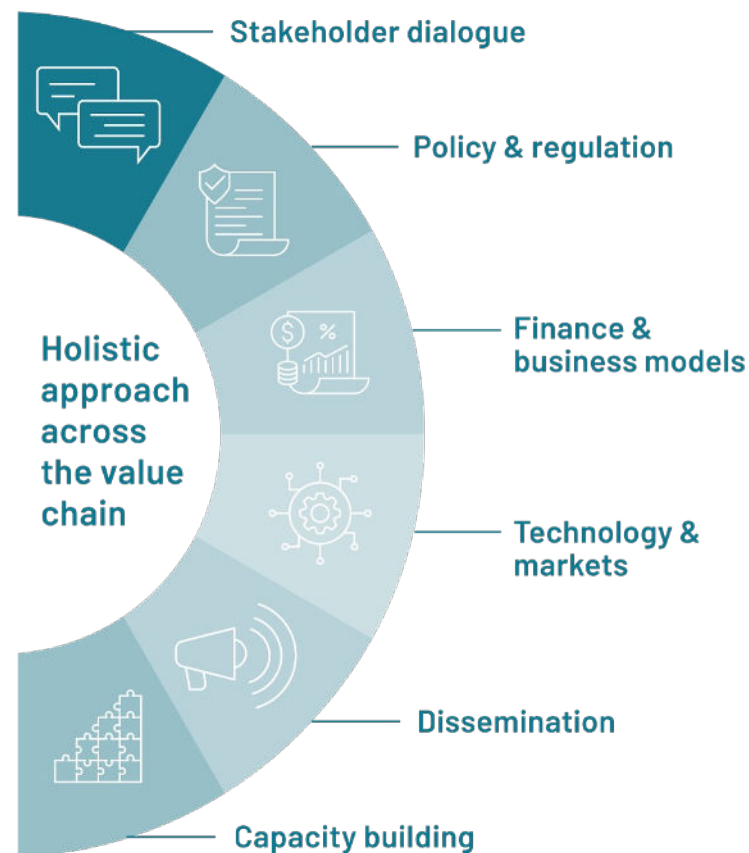 Stakeholder dialogue
Policy & regulation
$ %
Finance &
business models
Holistic
approach
across
the value
chain
Technology &
markets
Dissemination
Capacity building